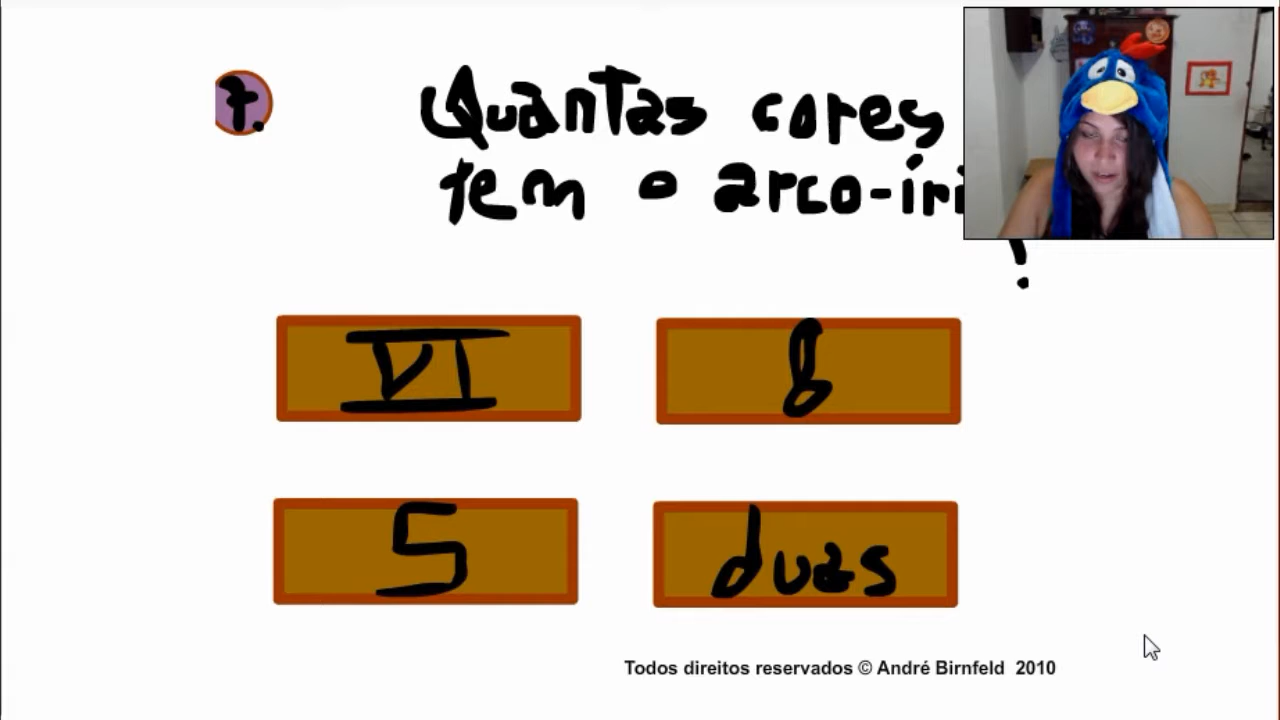 7.
Quantas cores
tem o arco-íri
?
VI
8
5
duas
Todos direitos reservados © André Birnfeld 2010